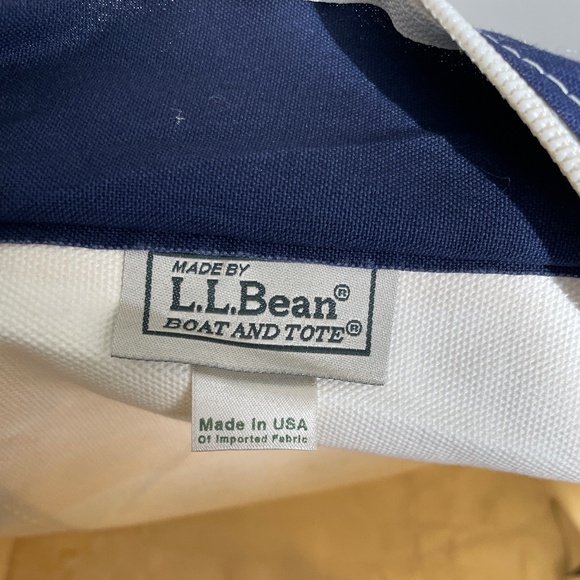 MADE BY
L.L.Bean®
BOAT AND TOTE®
Made In USA
Of Imported Fabric